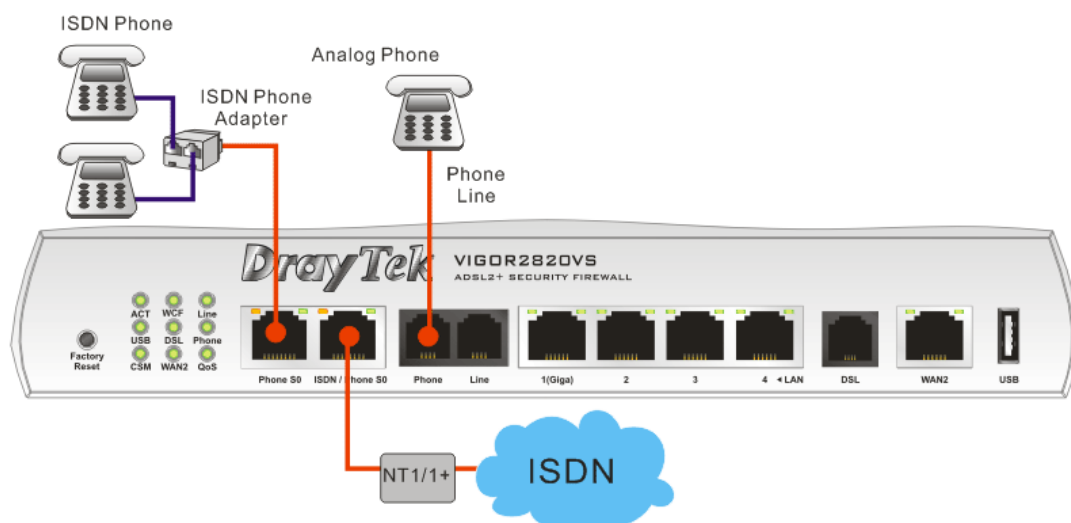 ISDN Phone
ISDN Phone
Adapter
Analog Phone
Phone
Line
DrayTek
VIGOR2820VS
ADSL2+ SECURITY FIREWALL
Factory
Reset
ACT WCF Line
USB DSL Phone
CSM WAN2 QoS
Phone S0 ISDN / Phone S0 Phone Line 1(Giga) 2 3 4 ◄LAN DSL WAN2 USB
NT1/1+
ISDN